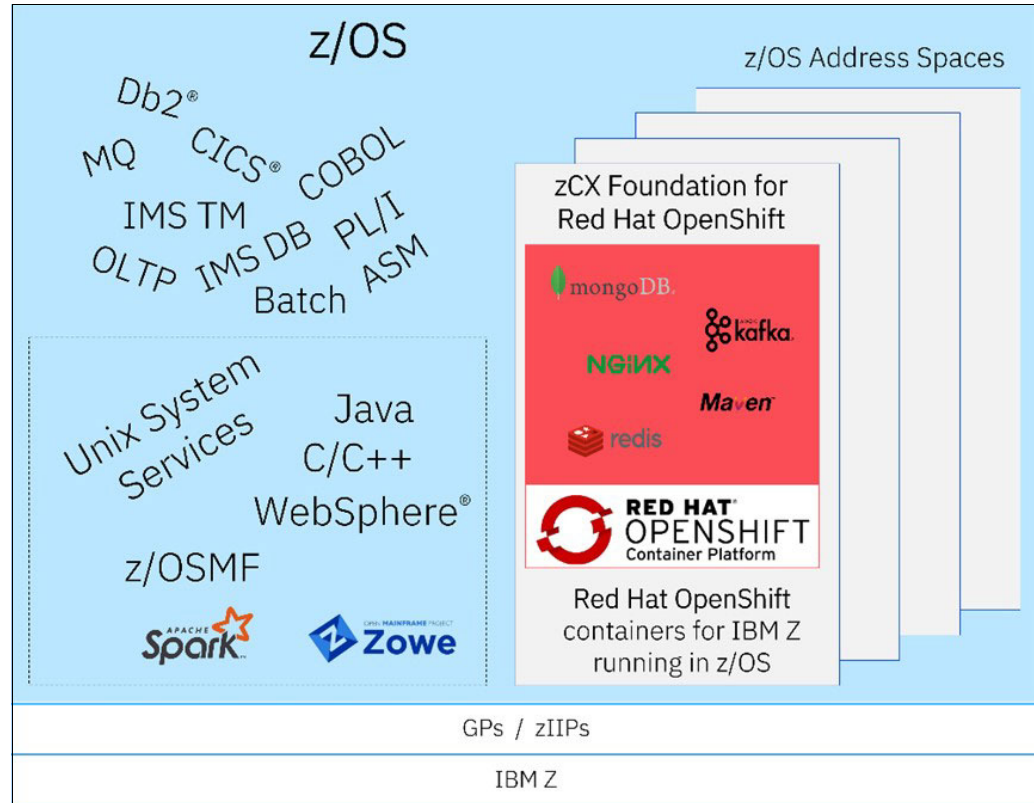 z/OS
z/OS Address Spaces
Db2®
MQ
CICS®
COBOL
IMS TM
OLTP
IMS DB
PL/I
ASM
Batch
Unix System
Services
Java
C/C++
WebSphere®
z/OSMF
APACHE
Spark™
OPEN MAINFRAME PROJECT
Zowe
zCX Foundation for
Red Hat OpenShift
mongoDB®
kafka®
NGINX
Maven™
redis
RED HAT®
OPENSHIFT
Container Platform
Red Hat OpenShift
containers for IBM Z
running in z/OS
GPs / zIIPs
IBM Z